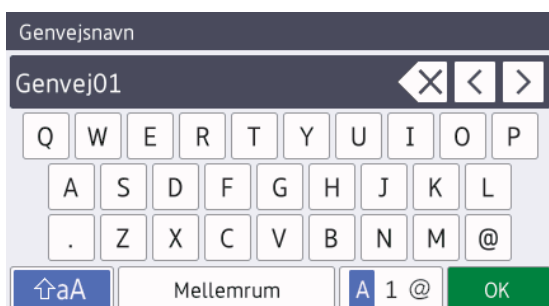 Genvejsnavn
Genvej01
Q W E R T Y U I O P
A S D F G H J K L
. Z X C V B N M @
aA Mellemrum A 1 @ OK